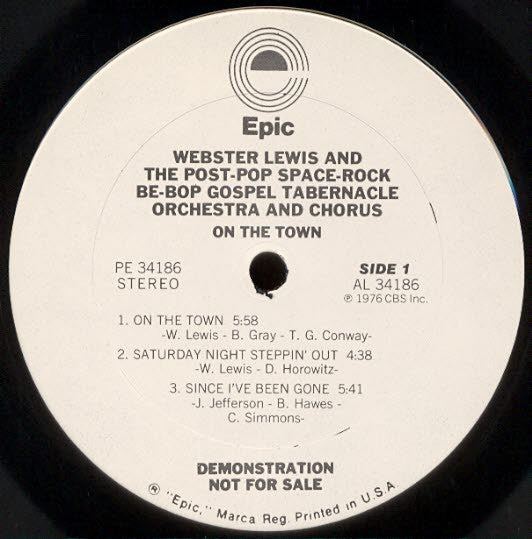 Epic
WEBSTER LEWIS AND
THE POST-POP SPACE-ROCK
BE-BOP GOSPEL TABERNACLE
ORCHESTRA AND CHORUS
ON THE TOWN
PE 34186
STEREO
SIDE 1
AL 34186
℗ 1976 CBS Inc.
1. ON THE TOWN 5:58
-W. Lewis - B. Gray - T. G. Conway-
2. SATURDAY NIGHT STEPPIN' OUT 4:38
-W. Lewis - D. Horowitz-
3. SINCE I'VE BEEN GONE 5:41
-J. Jefferson - B. Hawes -
C. Simmons-
DEMONSTRATION
NOT FOR SALE
® "Epic," Marca Reg. Printed in U.S.A